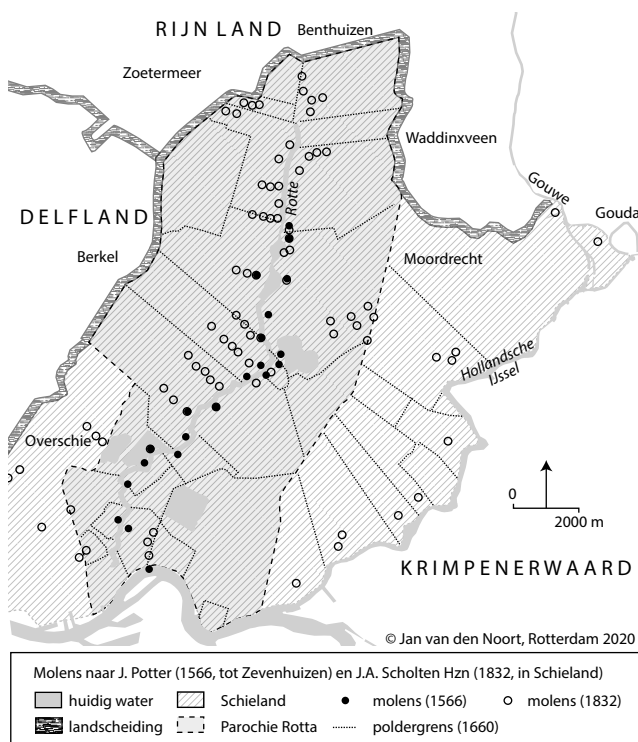 RIJNLAND
Benthuizen
Zoetermeer
Waddinxveen
Rotte
Gouwe
Gouda
DELFLAND
Berkel
Moordrecht
Hollandsche
IJssel
Overschie
0
2000 m
KRIMPENERWAARD
© Jan van den Noort, Rotterdam 2020
Molens naar J. Potter (1566, tot Zevenhuizen) en J.A. Scholten Hzn (1832, in Schieland)
huidig water Schieland molens (1566) molens (1832)
landscheiding Parochie Rotta poldergrens (1660)